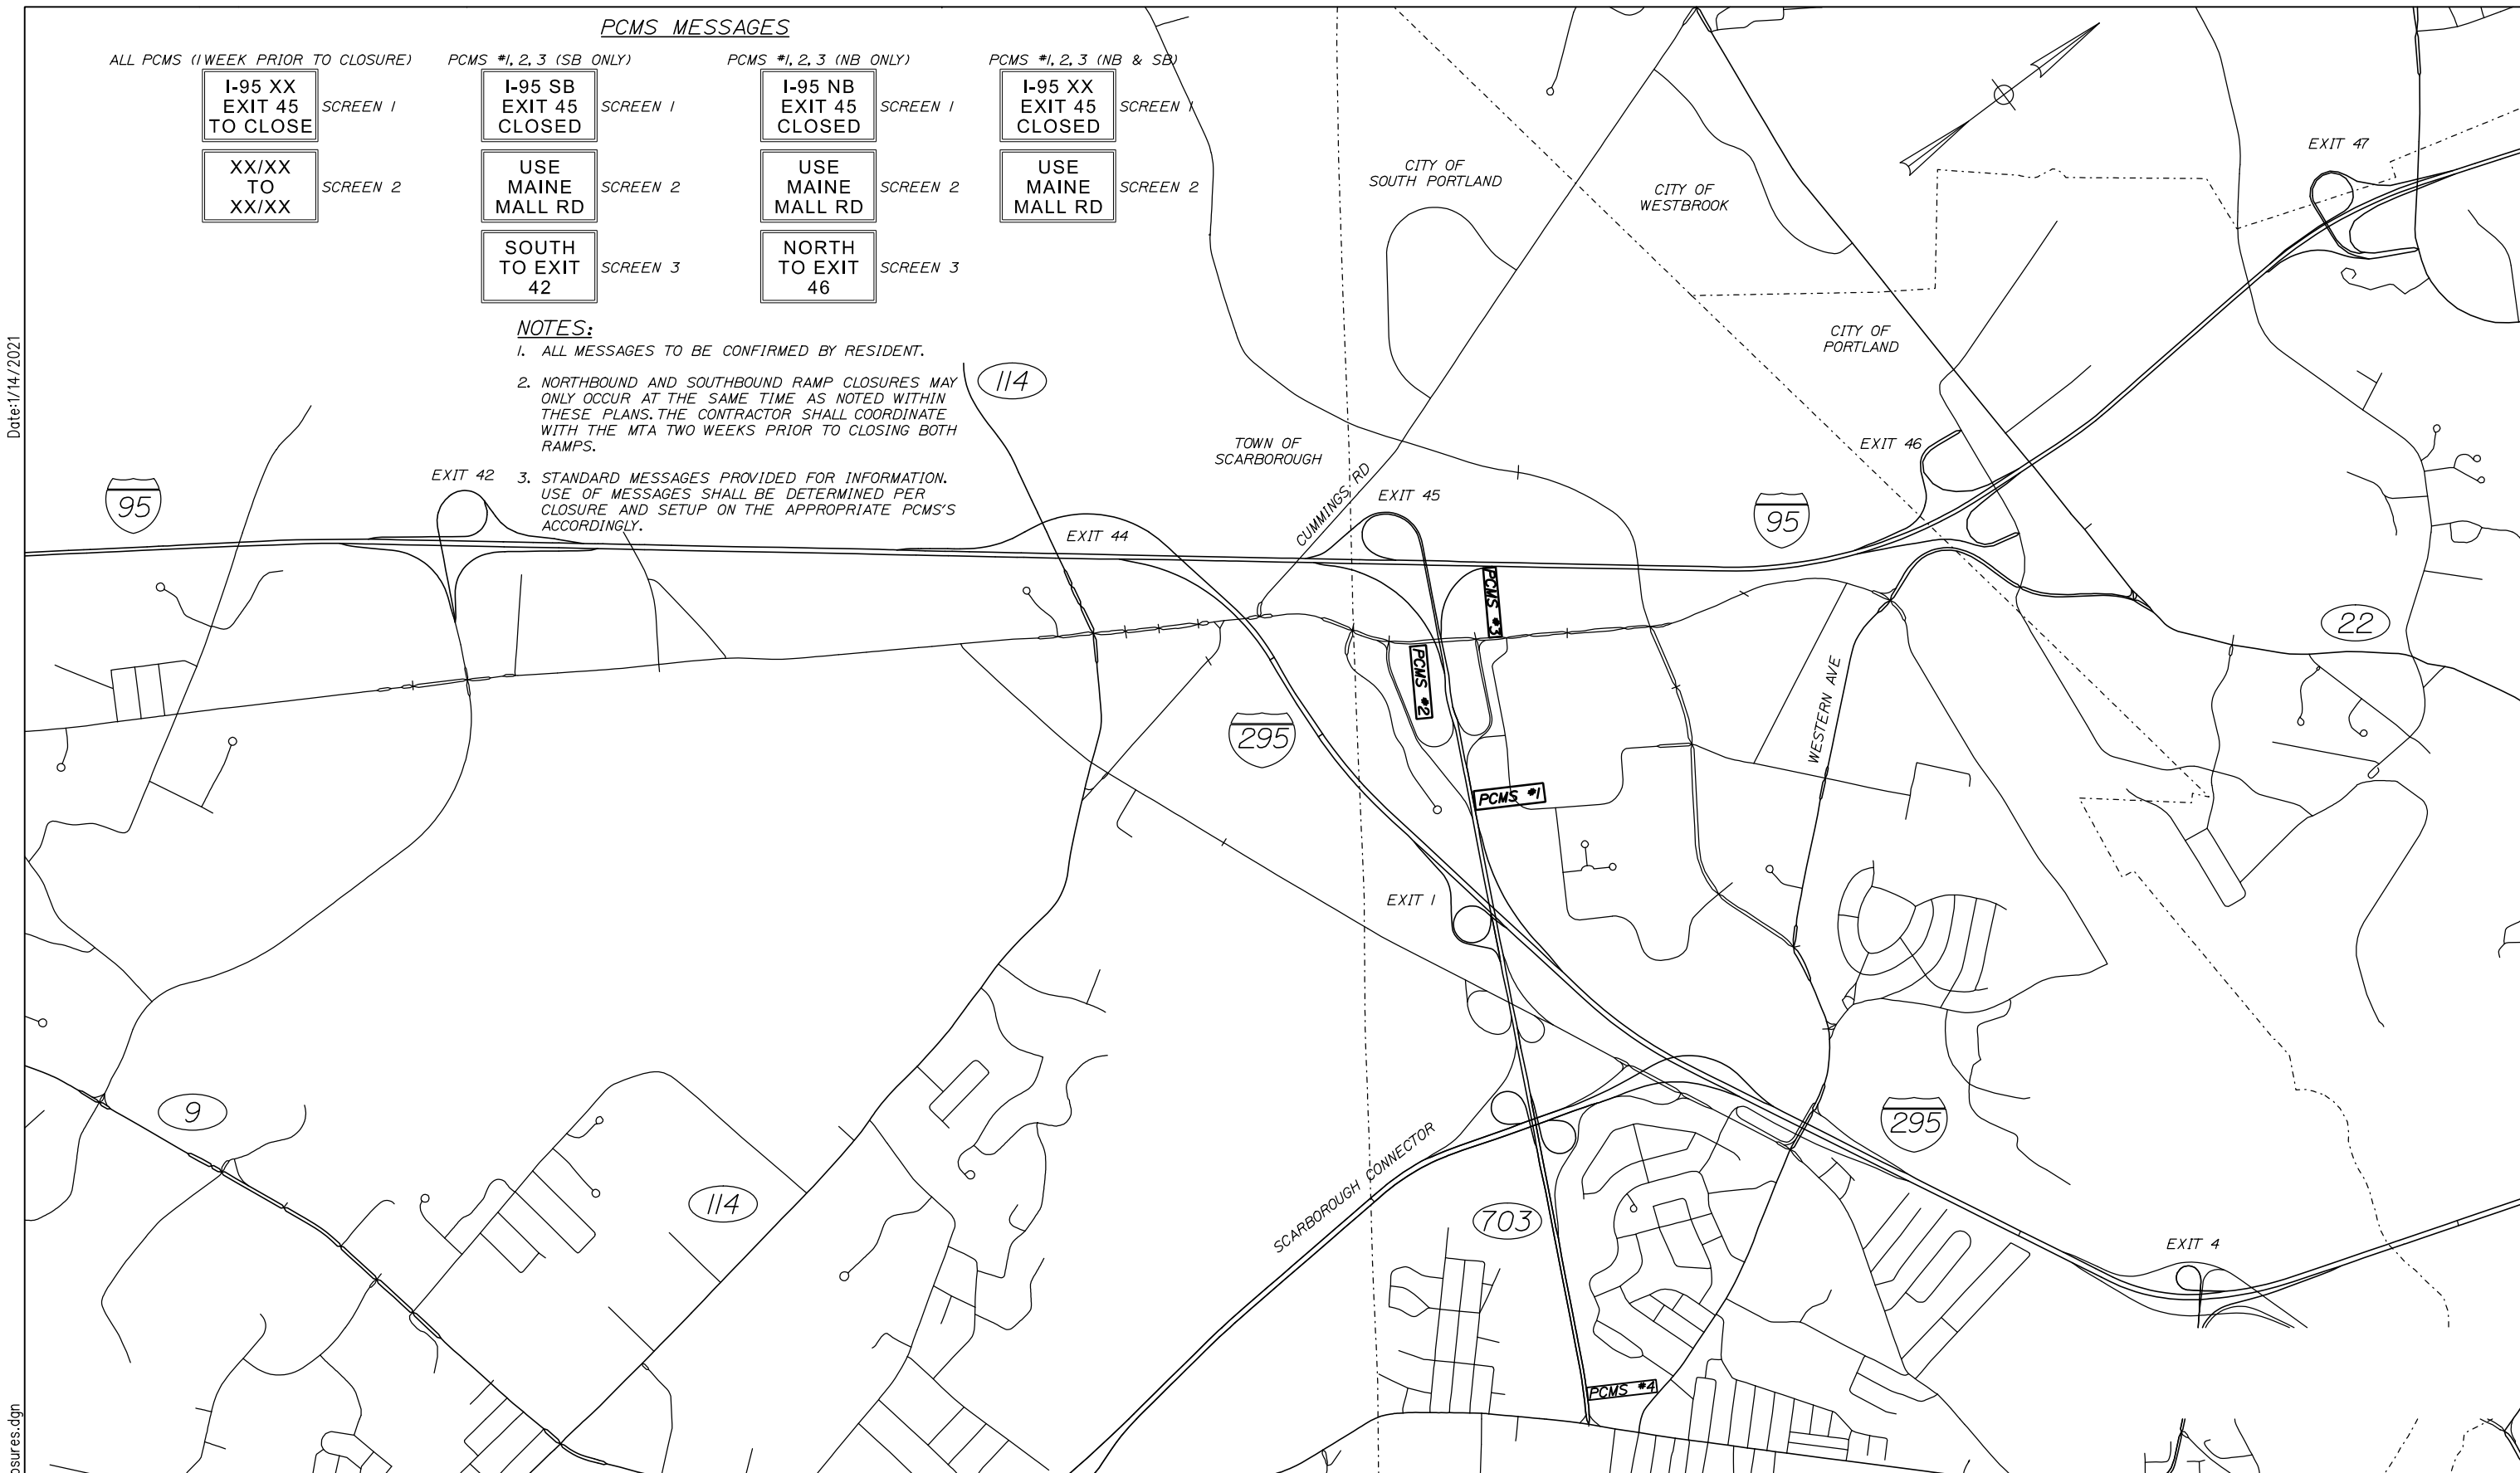 PCMS MESSAGES
ALL PCMS (1 WEEK PRIOR TO CLOSURE)
I-95 XX
EXIT 45
TO CLOSE
SCREEN 1
XX/XX
TO
XX/XX
SCREEN 2
PCMS #1, 2, 3 (SB ONLY)
I-95 SB
EXIT 45
CLOSED
SCREEN 1
USE
MAINE
MALL RD
SCREEN 2
SOUTH
TO EXIT
42
SCREEN 3
PCMS #1, 2, 3 (NB ONLY)
I-95 NB
EXIT 45
CLOSED
SCREEN 1
USE
MAINE
MALL RD
SCREEN 2
NORTH
TO EXIT
46
SCREEN 3
PCMS #1, 2, 3 (NB & SB)
I-95 XX
EXIT 45
CLOSED
SCREEN 1
USE
MAINE
MALL RD
SCREEN 2
NOTES:
1. ALL MESSAGES TO BE CONFIRMED BY RESIDENT.
2. NORTHBOUND AND SOUTHBOUND RAMP CLOSURES MAY
ONLY OCCUR AT THE SAME TIME AS NOTED WITHIN
THESE PLANS. THE CONTRACTOR SHALL COORDINATE
WITH THE MTA TWO WEEKS PRIOR TO CLOSING BOTH
RAMPS.
3. STANDARD MESSAGES PROVIDED FOR INFORMATION.
USE OF MESSAGES SHALL BE DETERMINED PER
CLOSURE AND SETUP ON THE APPROPRIATE PCMS'S
ACCORDINGLY.
Date:1/14/2021
osures.dgn
CITY OF
SOUTH PORTLAND
CITY OF
WESTBROOK
EXIT 47
CITY OF
PORTLAND
114
TOWN OF
SCARBOROUGH
CUMMINGS RD
EXIT 46
EXIT 42
95
EXIT 45
95
EXIT 44
PCMS #3
22
PCMS #2
WESTERN AVE
295
PCMS #1
EXIT 1
9
295
SCARBOROUGH CONNECTOR
114
703
EXIT 4
PCMS #4